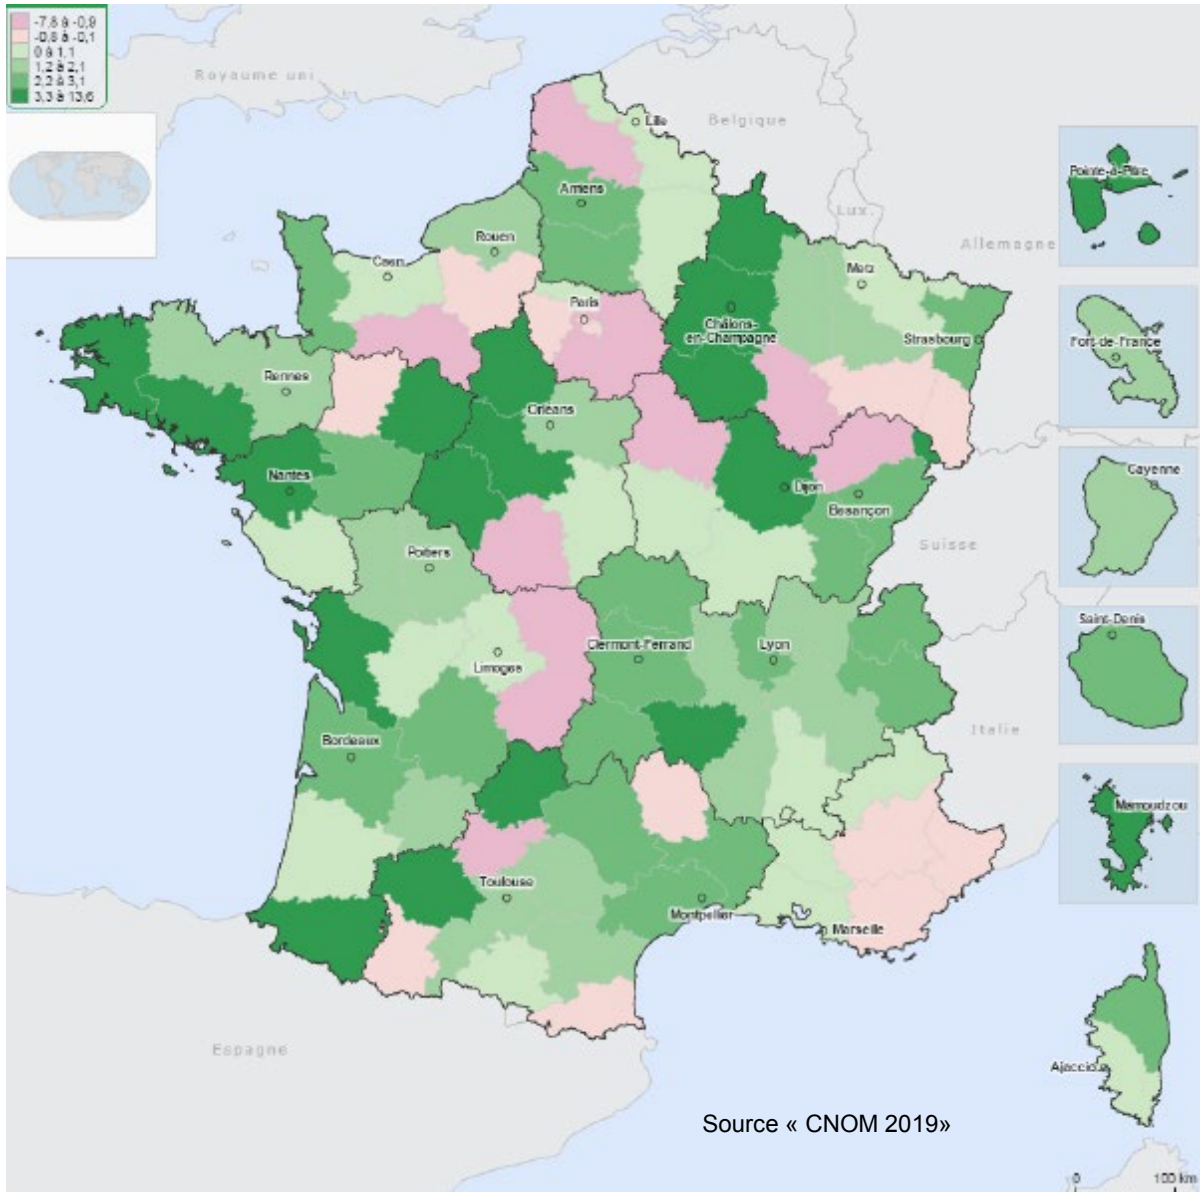 -7,8 à -0,9
-0,8 à -0,1
0 à 1,1
1,2 à 2,1
2,2 à 3,1
3,3 à 13,6
Royaume uni
Lille
Belgique
Amiens
Lux.
Allemagne
Rouen
Caen
Metz
Paris
Châlons-
en-Champagne
Strasbourg
Rennes
Orléans
Nantes
Dijon
Besançon
Suisse
Poitiers
Clermont-Ferrand
Lyon
Limoges
Italie
Bordeaux
Toulouse
Montpellier
Marseille
Espagne
Pointe-à-Pitre
Fort-de-France
Cayenne
Saint-Denis
Mamoudzou
Ajaccio
Source « CNOM 2019»
0 100 km